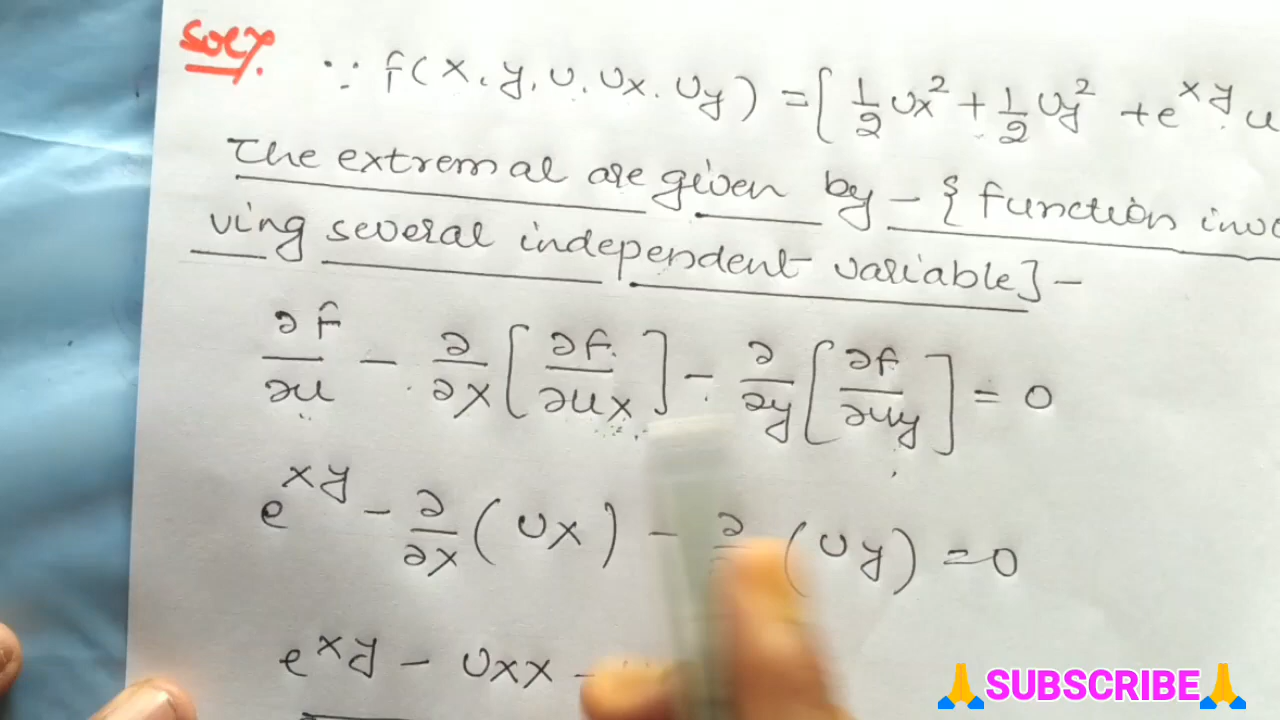 Soln.
∵ f(x, y, u, ux, uy) = [ 1/2 ux² + 1/2 uy² + e^xy u
The extremal are given by - {function invo
ving several independent variable] -
∂f/∂u - ∂/∂x [∂f/∂ux] - ∂/∂y [∂f/∂uy] = 0
e^xy - ∂/∂x (ux) - ∂ (uy) = 0
e^xy - uxx -
🙏SUBSCRIBE🙏